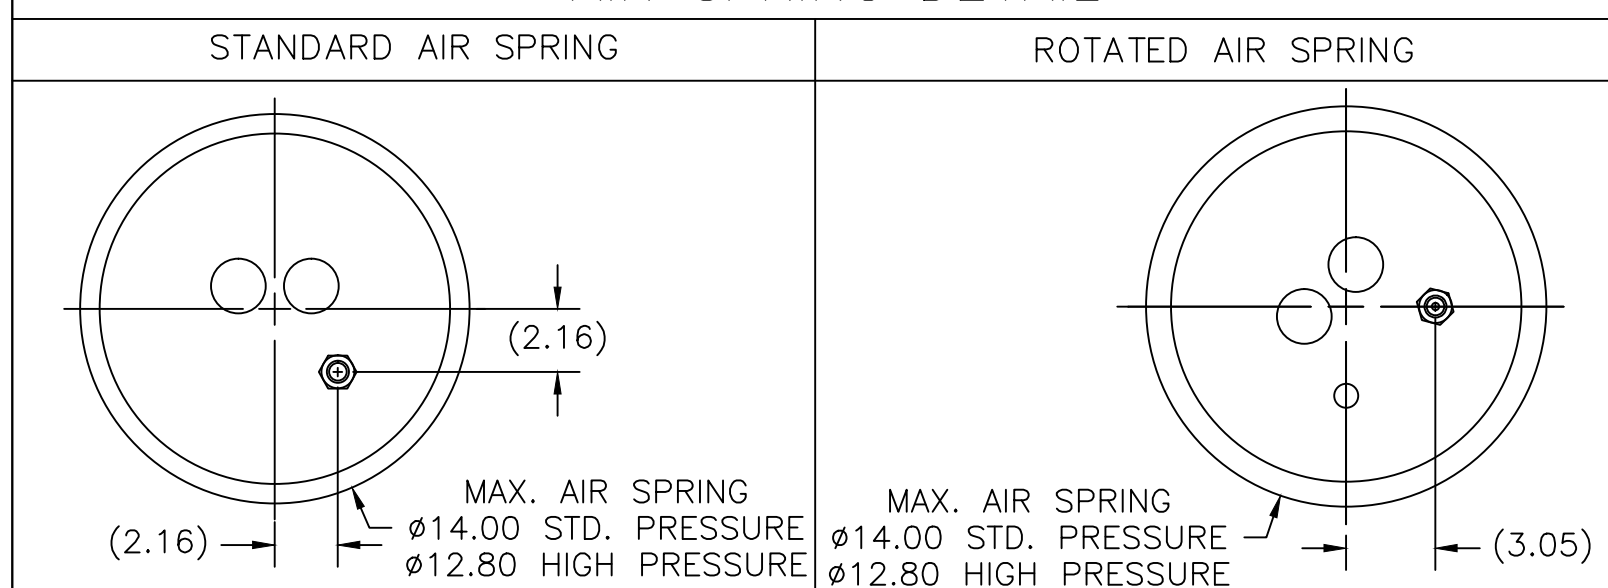 STANDARD AIR SPRING
ROTATED AIR SPRING
(2.16)
MAX. AIR SPRING
ø14.00 STD. PRESSURE
ø12.80 HIGH PRESSURE
(2.16)
MAX. AIR SPRING
ø14.00 STD. PRESSURE
ø12.80 HIGH PRESSURE
(3.05)